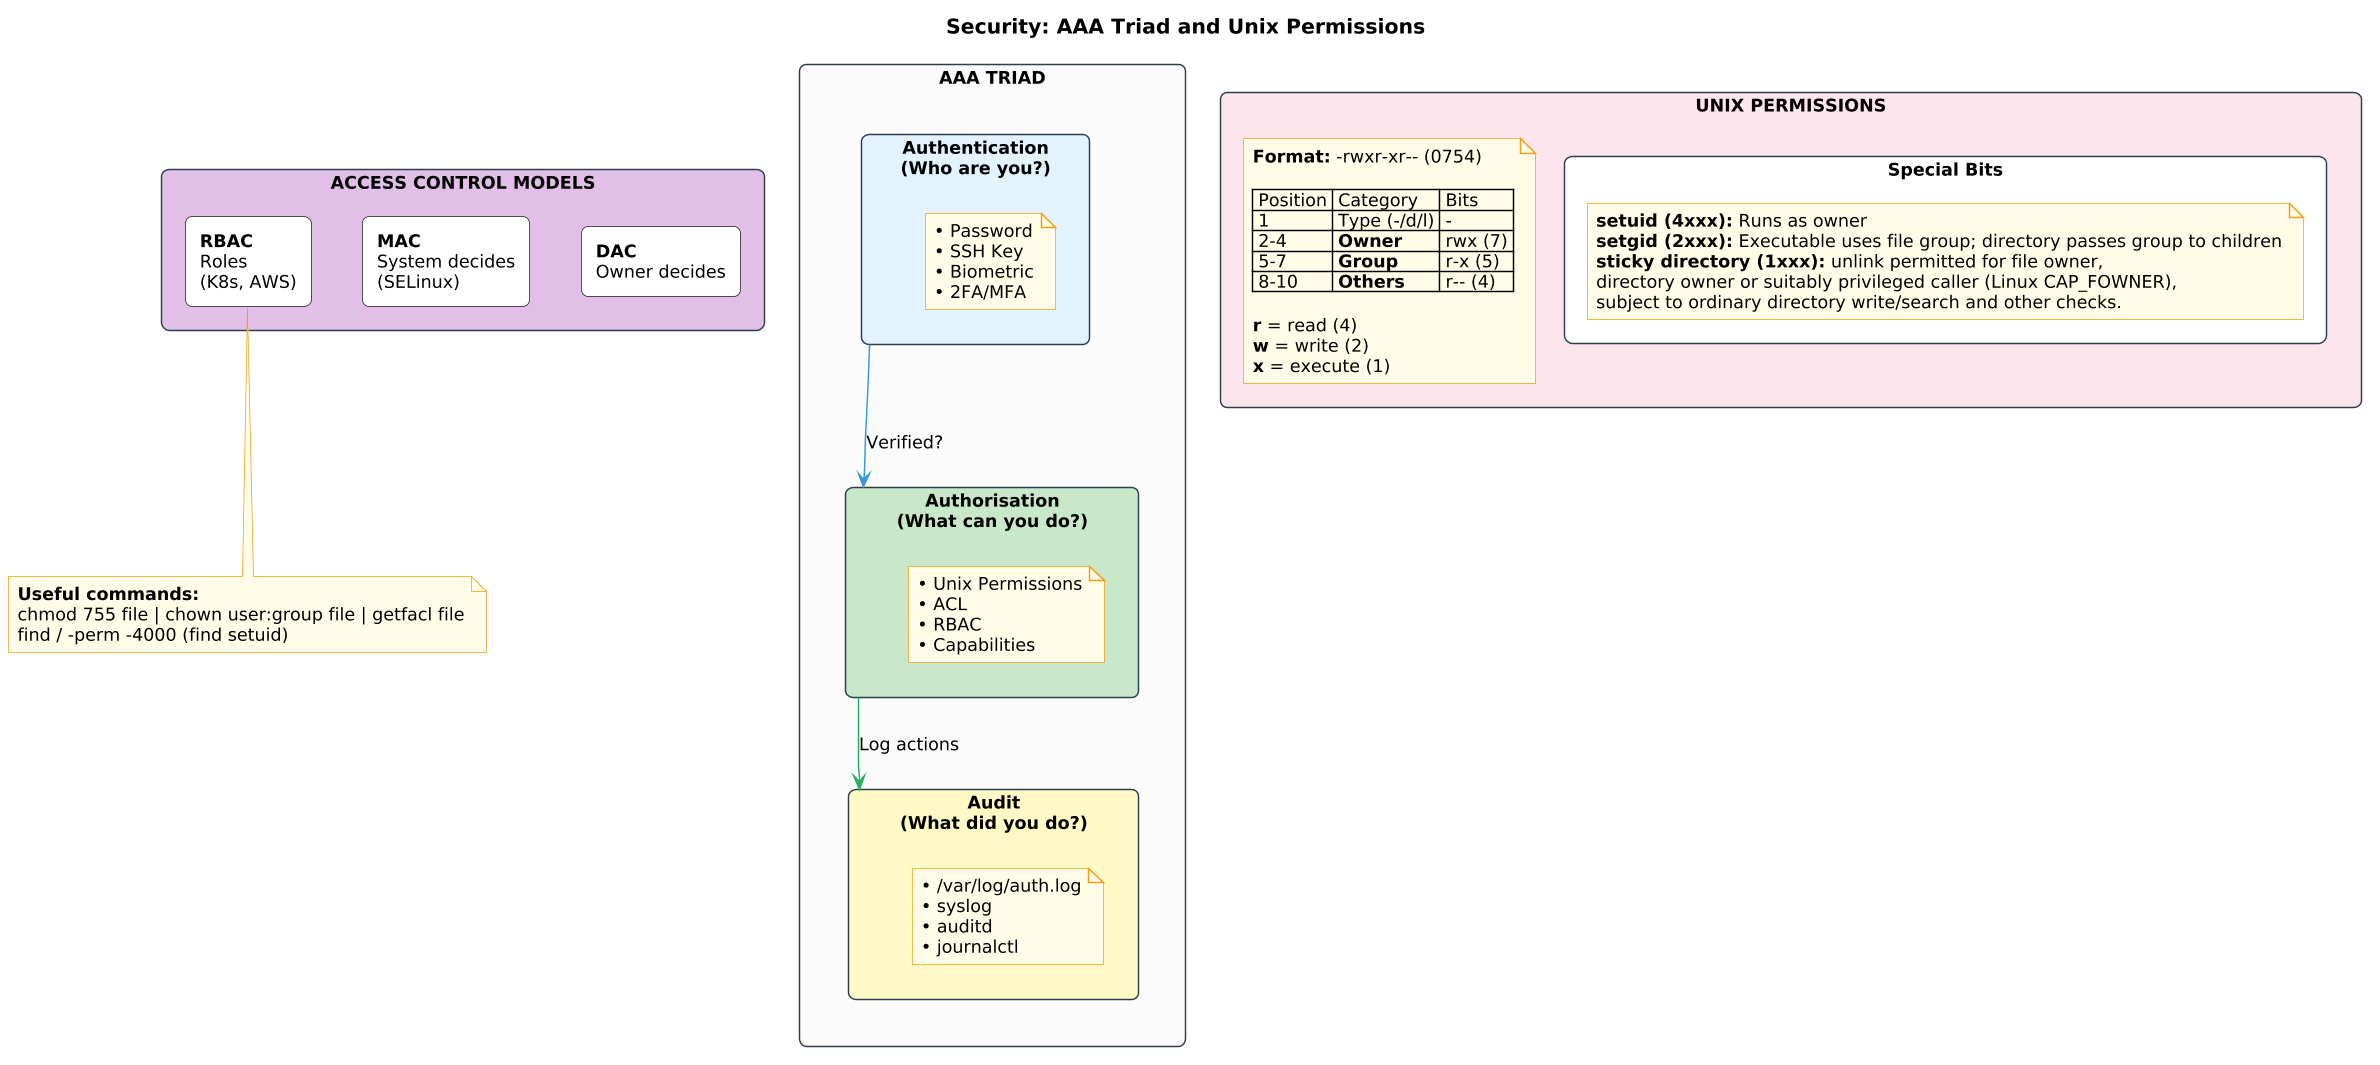 Security: AAA Triad and Unix Permissions
ACCESS CONTROL MODELS
RBAC
Roles
(K8s, AWS)
MAC
System decides
(SELinux)
DAC
Owner decides
Useful commands:
chmod 755 file | chown user:group file | getfacl file
find / -perm -4000 (find setuid)
AAA TRIAD
Authentication
(Who are you?)
• Password
• SSH Key
• Biometric
• 2FA/MFA
Verified?
Authorisation
(What can you do?)
• Unix Permissions
• ACL
• RBAC
• Capabilities
Log actions
Audit
(What did you do?)
• /var/log/auth.log
• syslog
• auditd
• journalctl
UNIX PERMISSIONS
Format: -rwxr-xr-- (0754)
Position Category Bits
1 Type (-/d/l) -
2-4 Owner rwx (7)
5-7 Group r-x (5)
8-10 Others r-- (4)
r = read (4)
w = write (2)
x = execute (1)
Special Bits
setuid (4xxx): Runs as owner
setgid (2xxx): Executable uses file group; directory passes group to children
sticky directory (1xxx): unlink permitted for file owner,
directory owner or suitably privileged caller (Linux CAP_FOWNER),
subject to ordinary directory write/search and other checks.